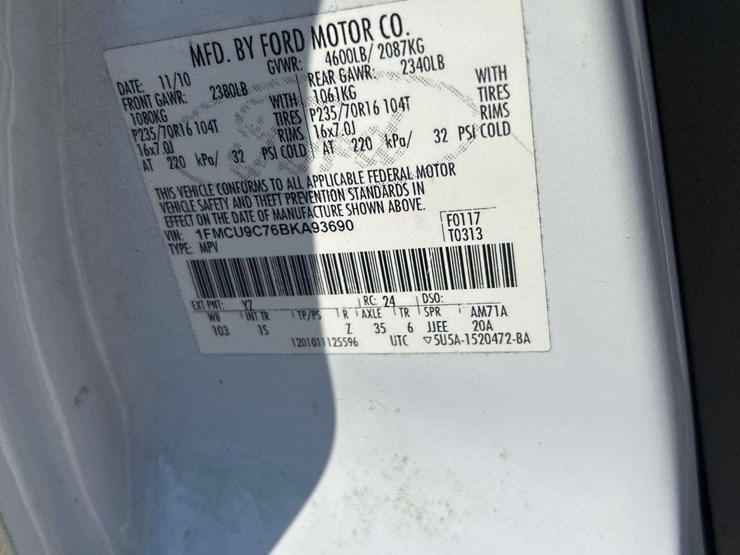 MFD. BY FORD MOTOR CO.
DATE: 11/10 GVWR: 4600LB/ 2087KG
FRONT GAWR: 2380LB REAR GAWR: 2340LB
1080KG WITH 1061KG WITH
P235/70R16 104T TIRES P235/70R16 104T TIRES
16x7.0J RIMS 16x7.0J RIMS
AT 220 kPa/ 32 PSI COLD AT 220 kPa/ 32 PSI COLD
THIS VEHICLE CONFORMS TO ALL APPLICABLE FEDERAL MOTOR
VEHICLE SAFETY AND THEFT PREVENTION STANDARDS IN
EFFECT ON THE DATE OF MANUFACTURE SHOWN ABOVE.
VIN: 1FMCU9C76BKA93690 F0117
TYPE: MPV T0313
EXT PNT: YZ RC: 24 DSO:
WB INT TR TP/PS R AXLE TR SPR AM71A
103 1S Z 35 6 JJEE 20A
1201011125596 UTC ▽5U5A-1520472-BA